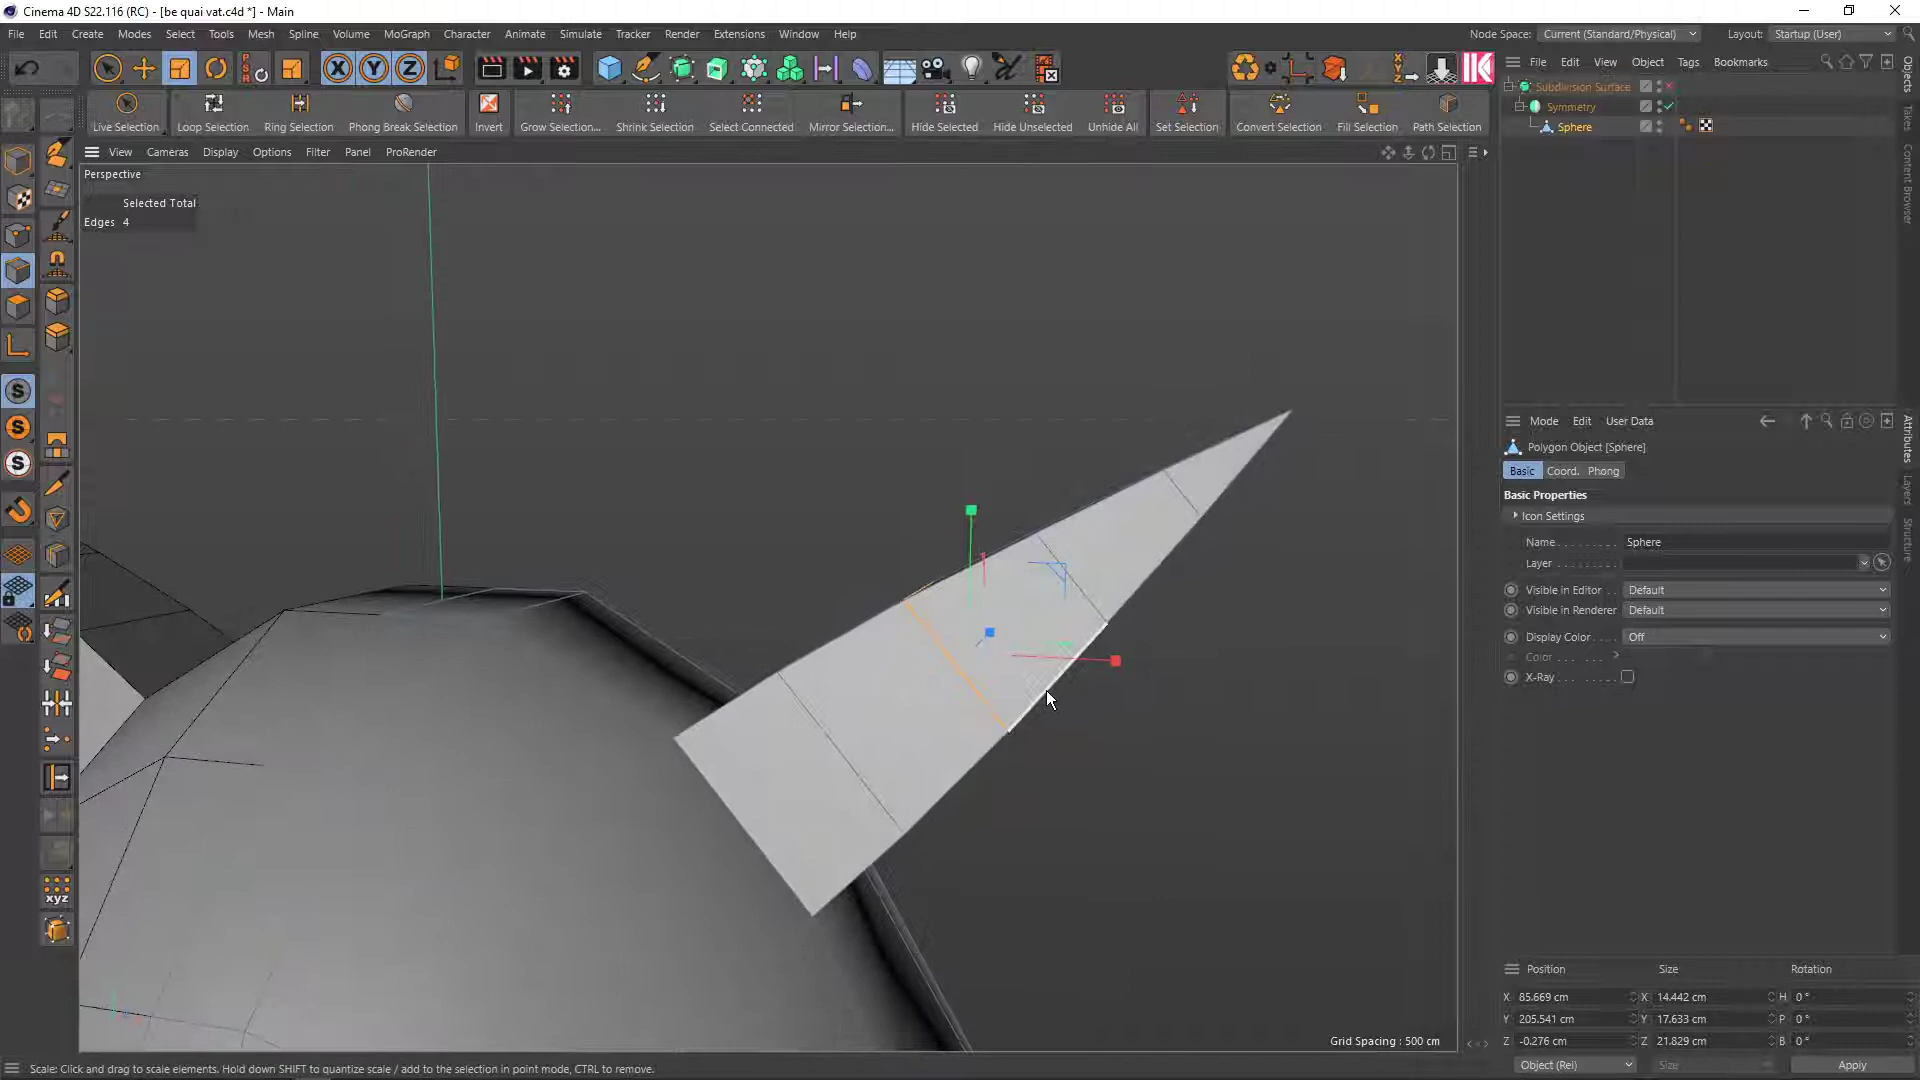 Cinema 4D S22.116 (RC) - [be quai vat.c4d *] - Main
File Edit Create Modes Select Tools Mesh Spline Volume MoGraph Character Animate Simulate Tracker Render Extensions Window Help
Node Space: Current (Standard/Physical) Layout: Startup (User)
File Edit View Object Tags Bookmarks
Live Selection Loop Selection Ring Selection Phong Break Selection Invert Grow Selection... Shrink Selection... Select Connected Mirror Selection... Hide Selected Hide Unselected Unhide All Set Selection Convert Selection Fill Selection Path Selection
Subdivision Surface
Symmetry
Sphere
View Cameras Display Options Filter Panel ProRender
Perspective
Selected Total
Edges 4
Objects
Takes
Content Browser
Mode Edit User Data
Polygon Object [Sphere]
Basic Coord. Phong
Basic Properties
Icon Settings
Name Sphere
Layer
Visible in Editor Default
Visible in Renderer Default
Display Color Off
Color
X-Ray
Attributes
Layers
Structure
Position Size Rotation
X 85.669 cm X 14.442 cm H 0 °
Y 205.541 cm Y 17.633 cm P 0 °
Z -0.276 cm Z 21.829 cm B 0 °
Object (Rel) Size Apply
Grid Spacing : 500 cm
xyz
Scale: Click and drag to scale elements. Hold down SHIFT to quantize scale / add to the selection in point mode, CTRL to remove.